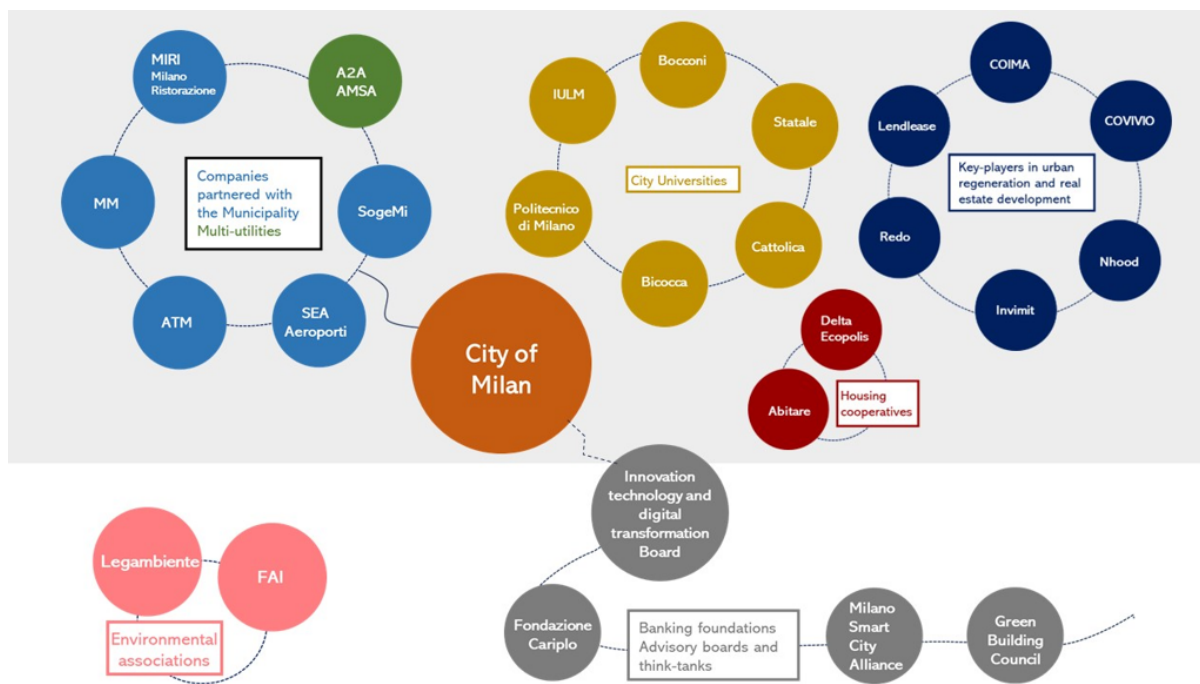 MIRI
Milano
Ristorazione
A2A
AMSA
MM
Companies
partnered with
the Municipality
Multi-utilities
SogeMi
ATM
SEA
Aeroporti
City of
Milan
Bocconi
IULM
Statale
City Universities
Politecnico
di Milano
Cattolica
Bicocca
COIMA
Lendlease
COVIVIO
Key-players in urban
regeneration and real
estate development
Redo
Nhood
Invimit
Delta
Ecopolis
Abitare
Housing
cooperatives
Innovation
technology and
digital
transformation
Board
Legambiente
FAI
Environmental
associations
Fondazione
Cariplo
Banking foundations
Advisory boards and
think-tanks
Milano
Smart
City
Alliance
Green
Building
Council